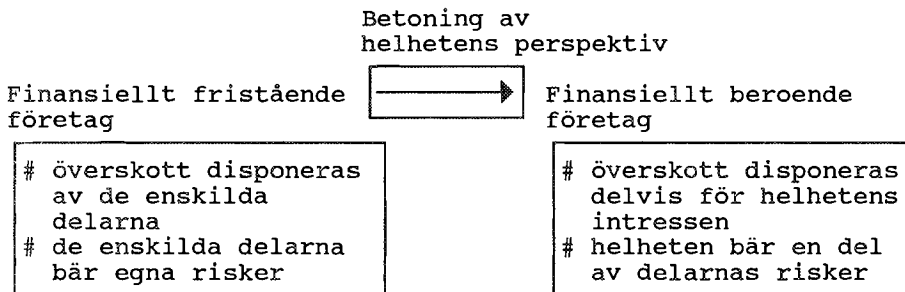 Betoning av
helhetens perspektiv
Finansiellt fristående
företag
# överskott disponeras
av de enskilda
delarna
# de enskilda delarna
bär egna risker
Finansiellt beroende
företag
# överskott disponeras
delvis för helhetens
intressen
# helheten bär en del
av delarnas risker